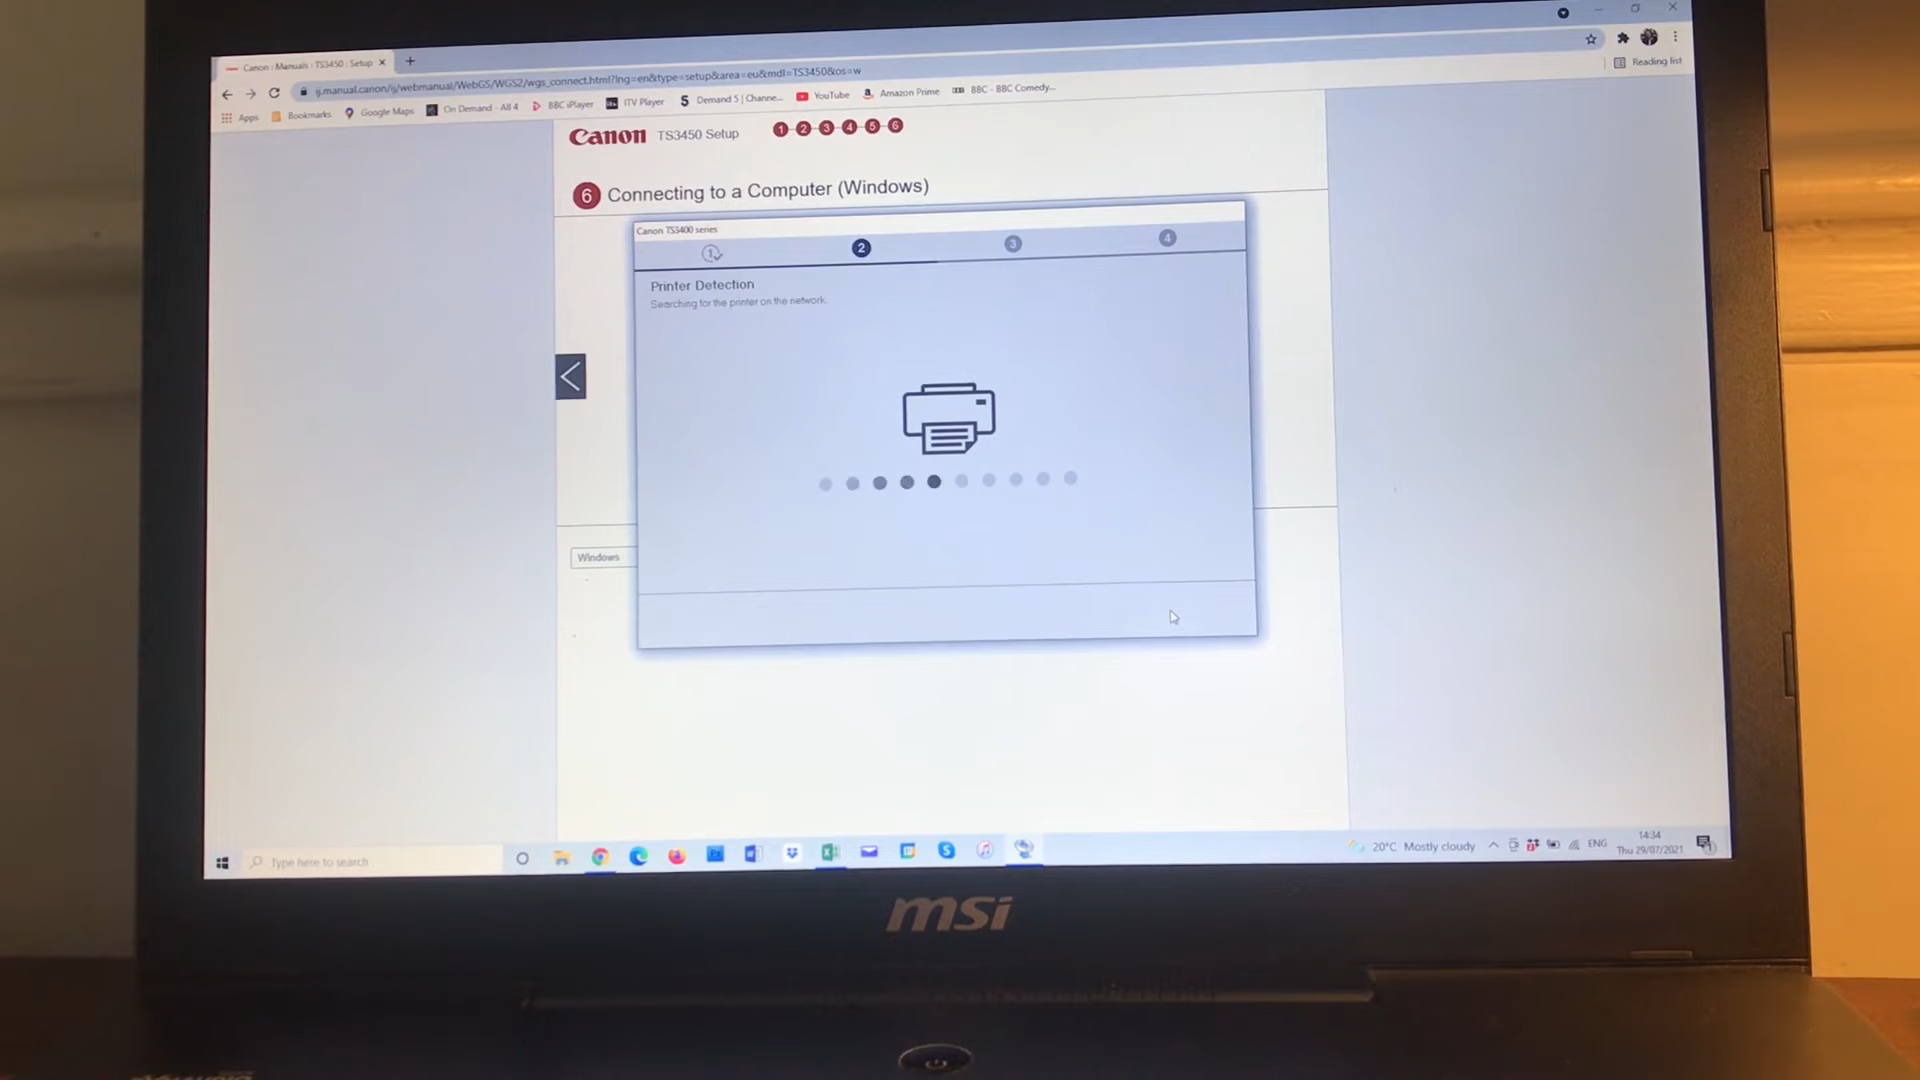 Canon : Manuals : TS3450 : Setup
ij.manual.canon/ij/webmanual/WebGS/WGS2/wgs_connect.html?lng=en&type=setup&area=eu&mdl=TS3450&os=w
Reading list
Apps Bookmarks Google Maps On Demand - All 4 BBC iPlayer ITV Player Demand 5 | Channe... YouTube Amazon Prime BBC - BBC Comedy...
Canon TS3450 Setup 1 2 3 4 5 6
6 Connecting to a Computer (Windows)
Canon TS3400 series
1 2 3 4
Printer Detection
Searching for the printer on the network.
Windows
Type here to search
20°C Mostly cloudy ENG 14:34
Thu 29/07/2021
msi